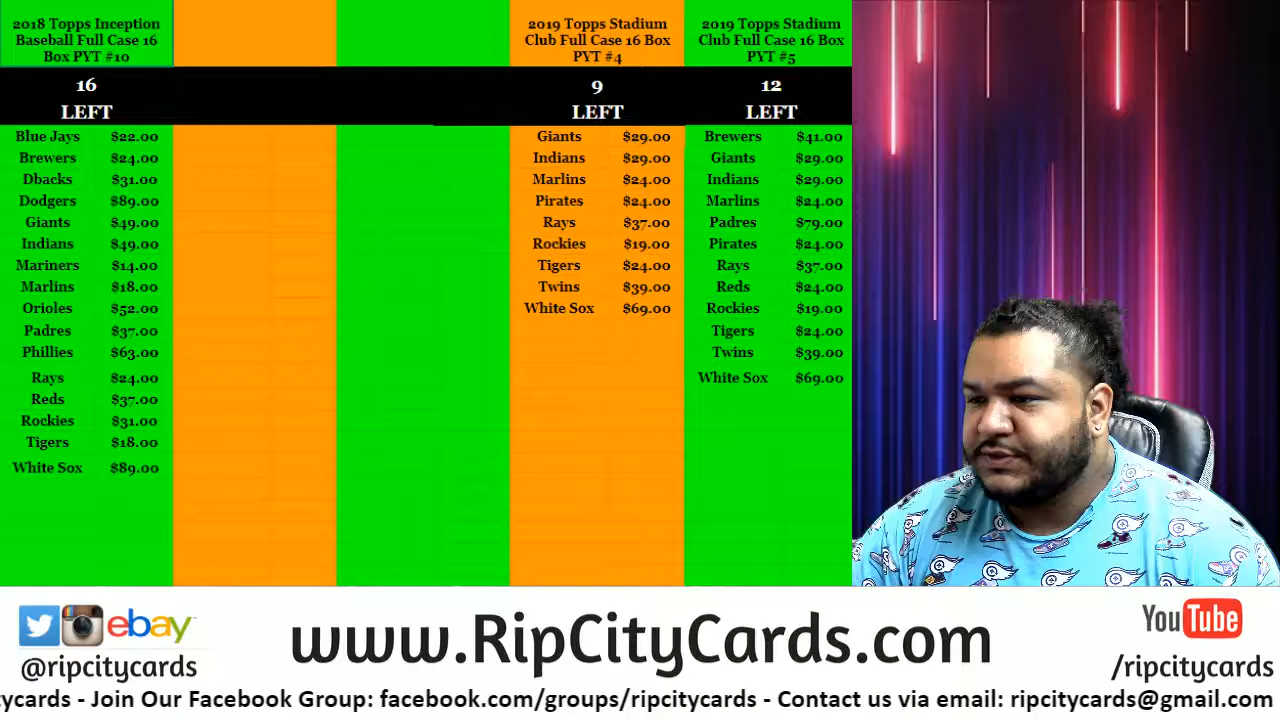 2018 Topps Inception
Baseball Full Case 16
Box PYT #10
16
LEFT
Blue Jays $22.00
Brewers $24.00
Dbacks $31.00
Dodgers $89.00
Giants $49.00
Indians $49.00
Mariners $14.00
Marlins $18.00
Orioles $52.00
Padres $37.00
Phillies $63.00
Rays $24.00
Reds $37.00
Rockies $31.00
Tigers $18.00
White Sox $89.00
2019 Topps Stadium
Club Full Case 16 Box
PYT #4
9
LEFT
Giants $29.00
Indians $29.00
Marlins $24.00
Pirates $24.00
Rays $37.00
Rockies $19.00
Tigers $24.00
Twins $39.00
White Sox $69.00
2019 Topps Stadium
Club Full Case 16 Box
PYT #5
12
LEFT
Brewers $41.00
Giants $29.00
Indians $29.00
Marlins $24.00
Padres $79.00
Pirates $24.00
Rays $37.00
Reds $24.00
Rockies $19.00
Tigers $24.00
Twins $39.00
White Sox $69.00
ebay
@ripcitycards
www.RipCityCards.com
YouTube
/ripcitycards
tycards - Join Our Facebook Group: facebook.com/groups/ripcitycards - Contact us via email: ripcitycards@gmail.com